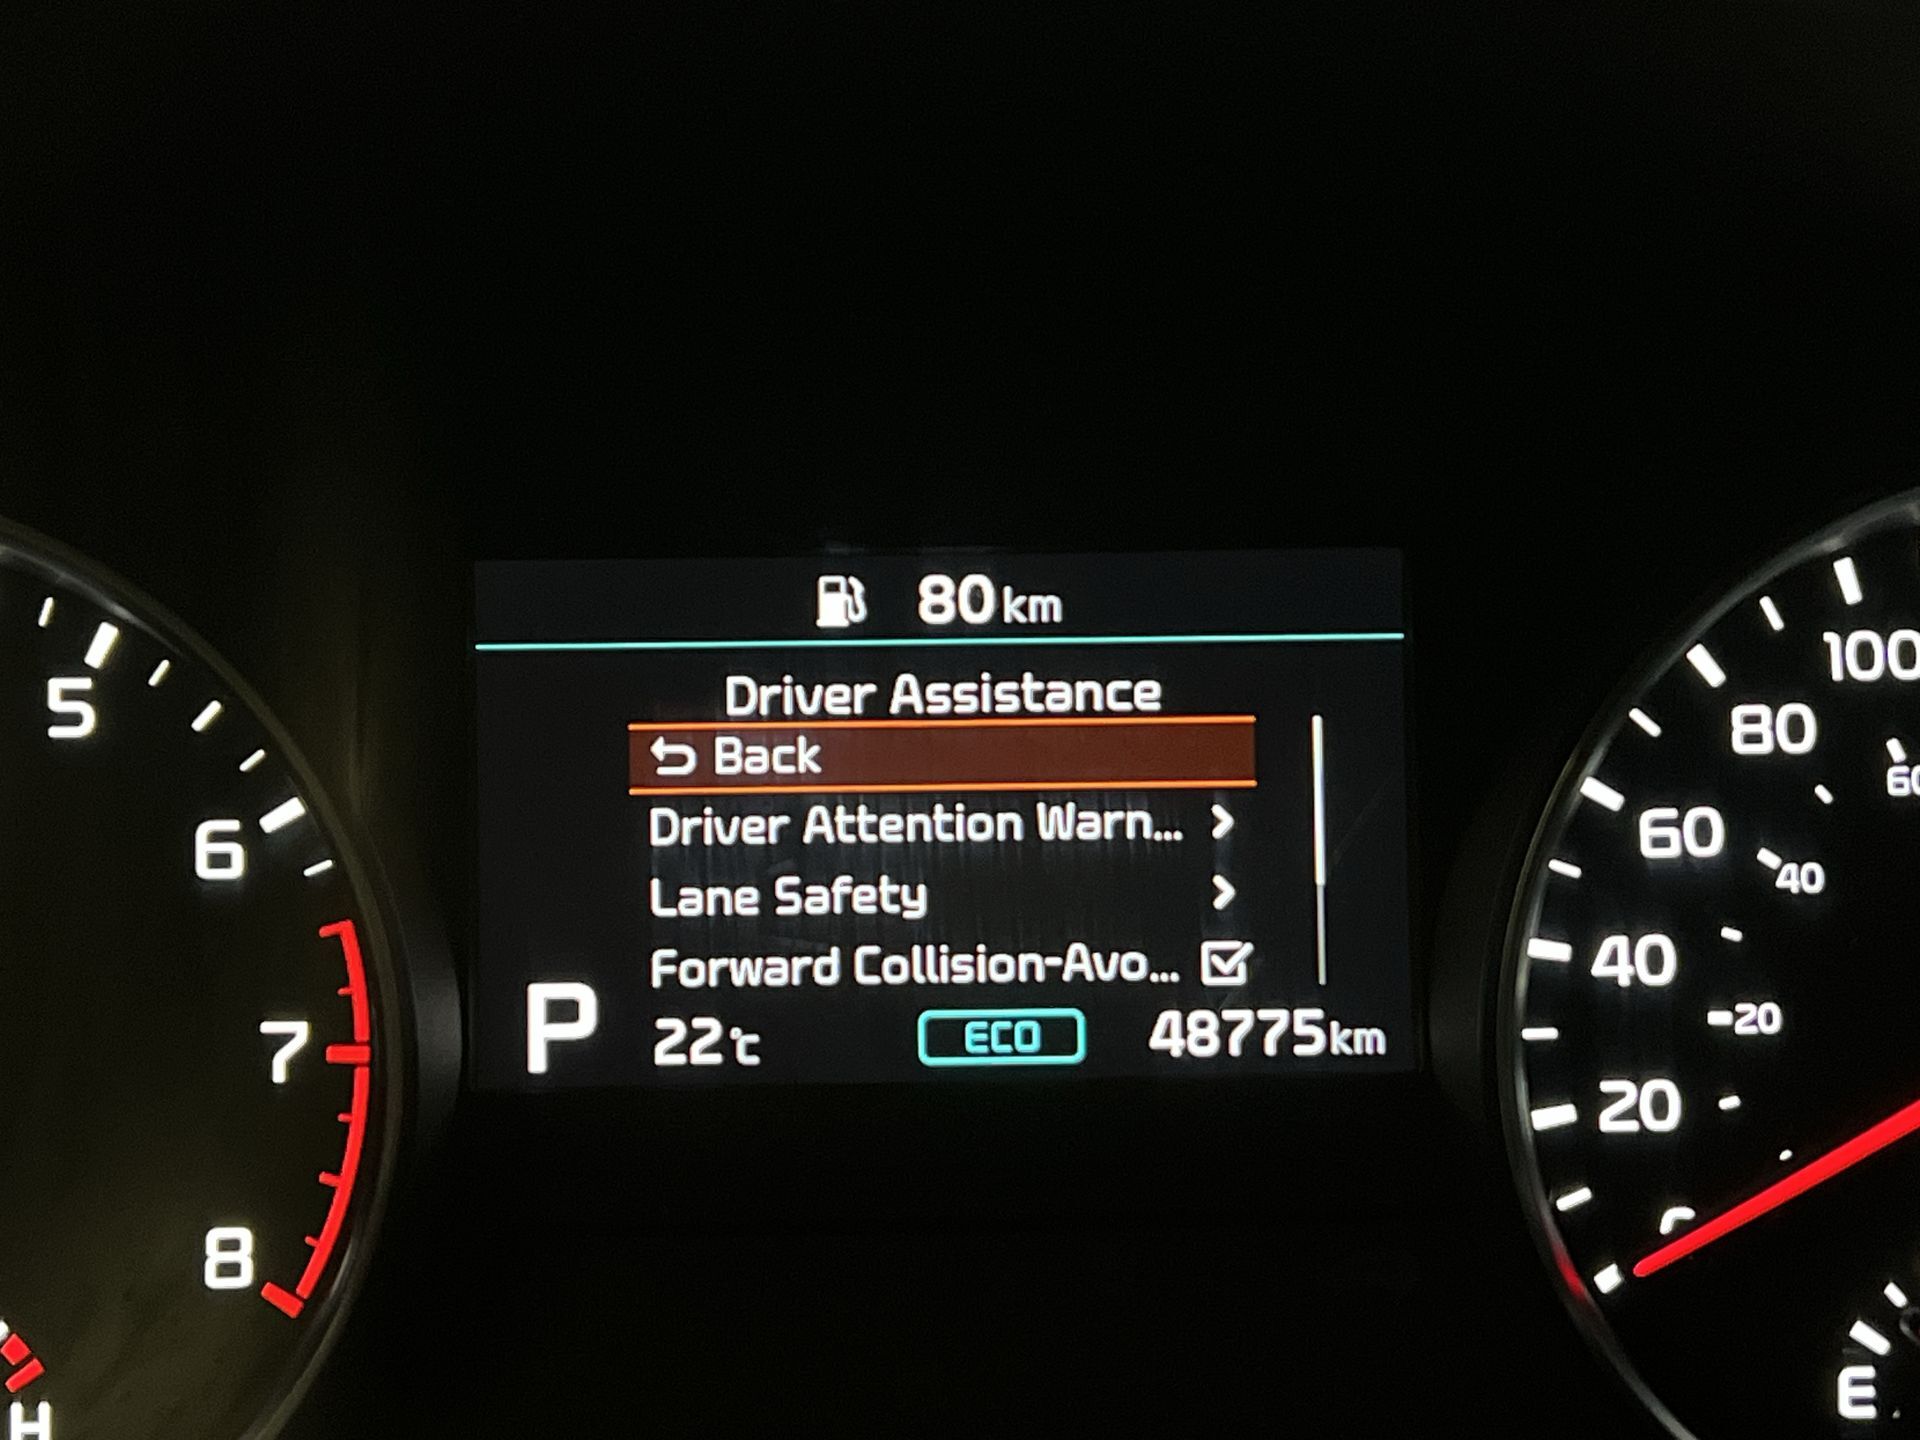 80km
Driver Assistance
Back
Driver Attention Warn...
Lane Safety
Forward Collision-Avo...
P 22℃ ECO 48775km
5
6
7
8
H
100
80
60
60
40
40
20
20
E